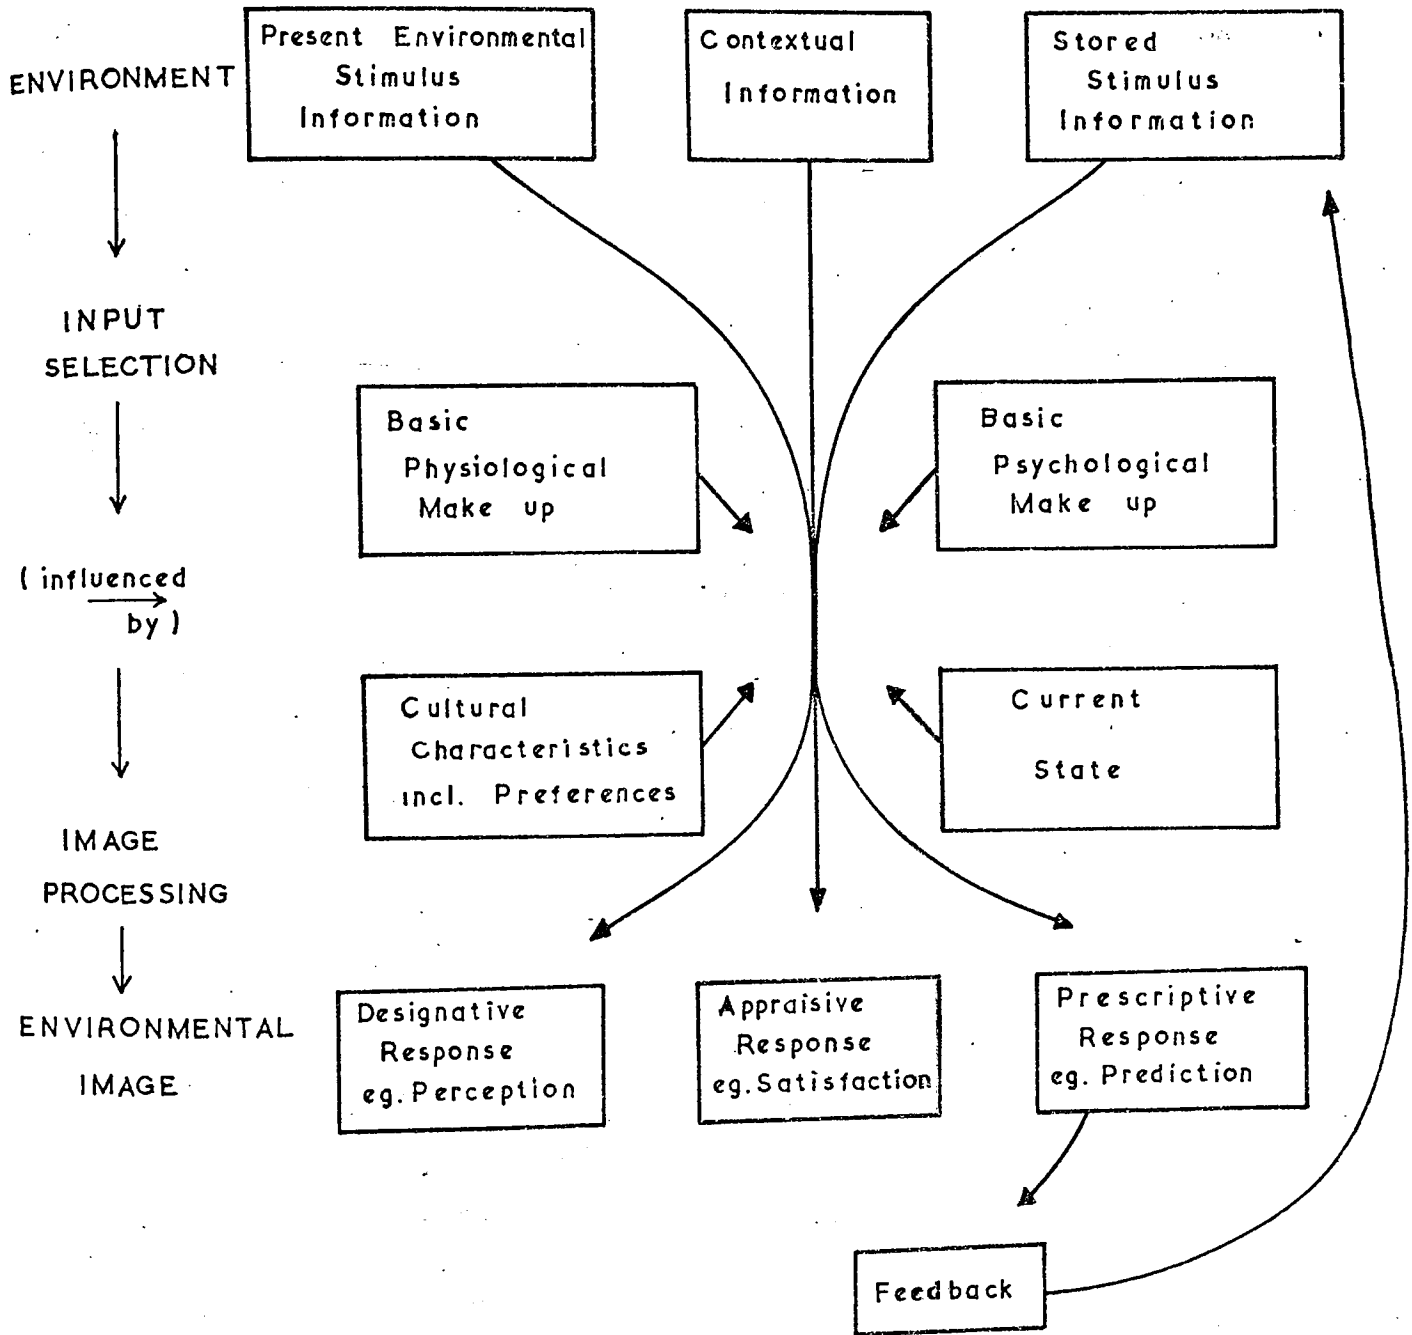 ENVIRONMENT
Present Environmental
Stimulus
Information
Contextual
Information
Stored
Stimulus
Information
INPUT
SELECTION
Basic
Physiological
Make up
Basic
Psychological
Make up
( influenced
by )
Cultural
Characteristics
incl. Preferences
Current
State
IMAGE
PROCESSING
ENVIRONMENTAL
IMAGE
Designative
Response
eg. Perception
Appraisive
Response
eg. Satisfaction
Prescriptive
Response
eg. Prediction
Feedback